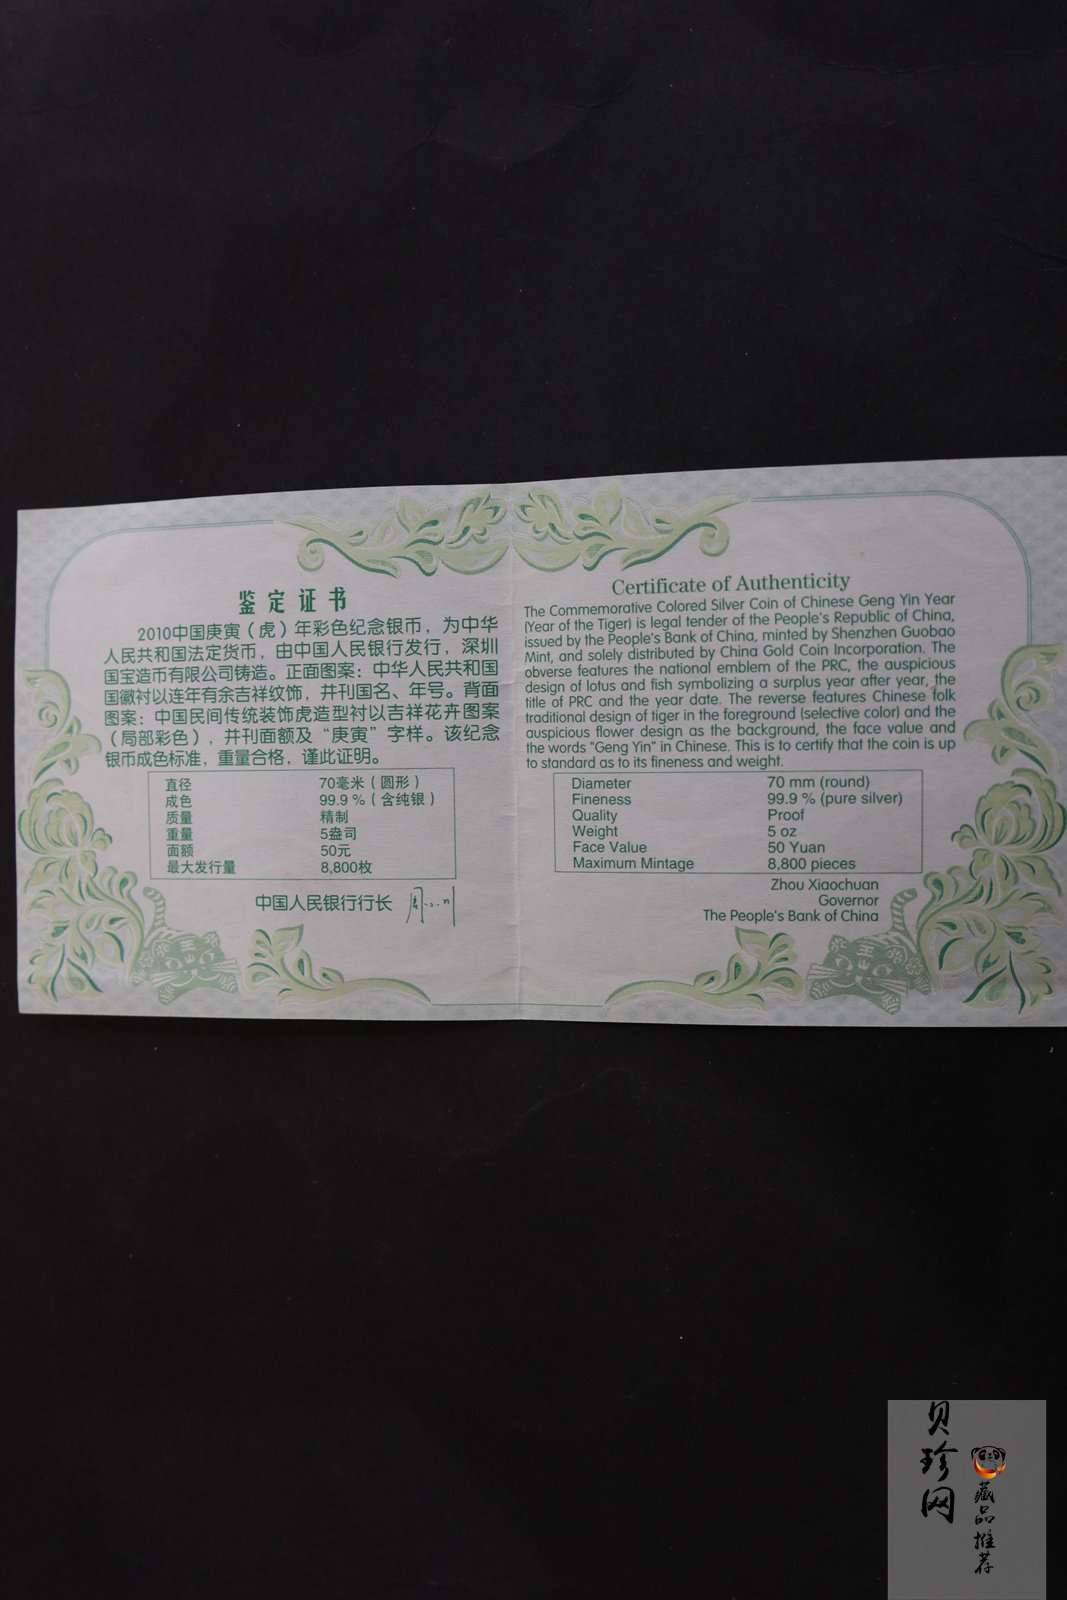 鉴定证书
2010中国庚寅（虎）年彩色纪念银币，为中华
人民共和国法定货币，由中国人民银行发行，深圳
国宝造币有限公司铸造。正面图案：中华人民共和国
国徽衬以连年有余吉祥纹饰，并刊国名、年号。背面
图案：中国民间传统装饰虎造型衬以吉祥花卉图案
（局部彩色），并刊面额及“庚寅”字样。该纪念
银币成色标准，重量合格，谨此证明。
直径 70毫米（圆形）
成色 99.9％（含纯银）
质量 精制
重量 5盎司
面额 50元
最大发行量 8,800枚
中国人民银行行长
Certificate of Authenticity
The Commemorative Colored Silver Coin of Chinese Geng Yin Year
(Year of the Tiger) is legal tender of the People's Republic of China,
issued by the People's Bank of China, minted by Shenzhen Guobao
Mint, and solely distributed by China Gold Coin Incorporation. The
obverse features the national emblem of the PRC, the auspicious
design of lotus and fish symbolizing a surplus year after year, the
title of PRC and the year date. The reverse features Chinese folk
traditional design of tiger in the foreground (selective color) and the
auspicious flower design as the background, the face value and
the words "Geng Yin" in Chinese. This is to certify that the coin is up
to standard as to its fineness and weight.
Diameter 70 mm (round)
Fineness 99.9 % (pure silver)
Quality Proof
Weight 5 oz
Face Value 50 Yuan
Maximum Mintage 8,800 pieces
Zhou Xiaochuan
Governor
The People's Bank of China
王
王
贝珍网
藏品推荐